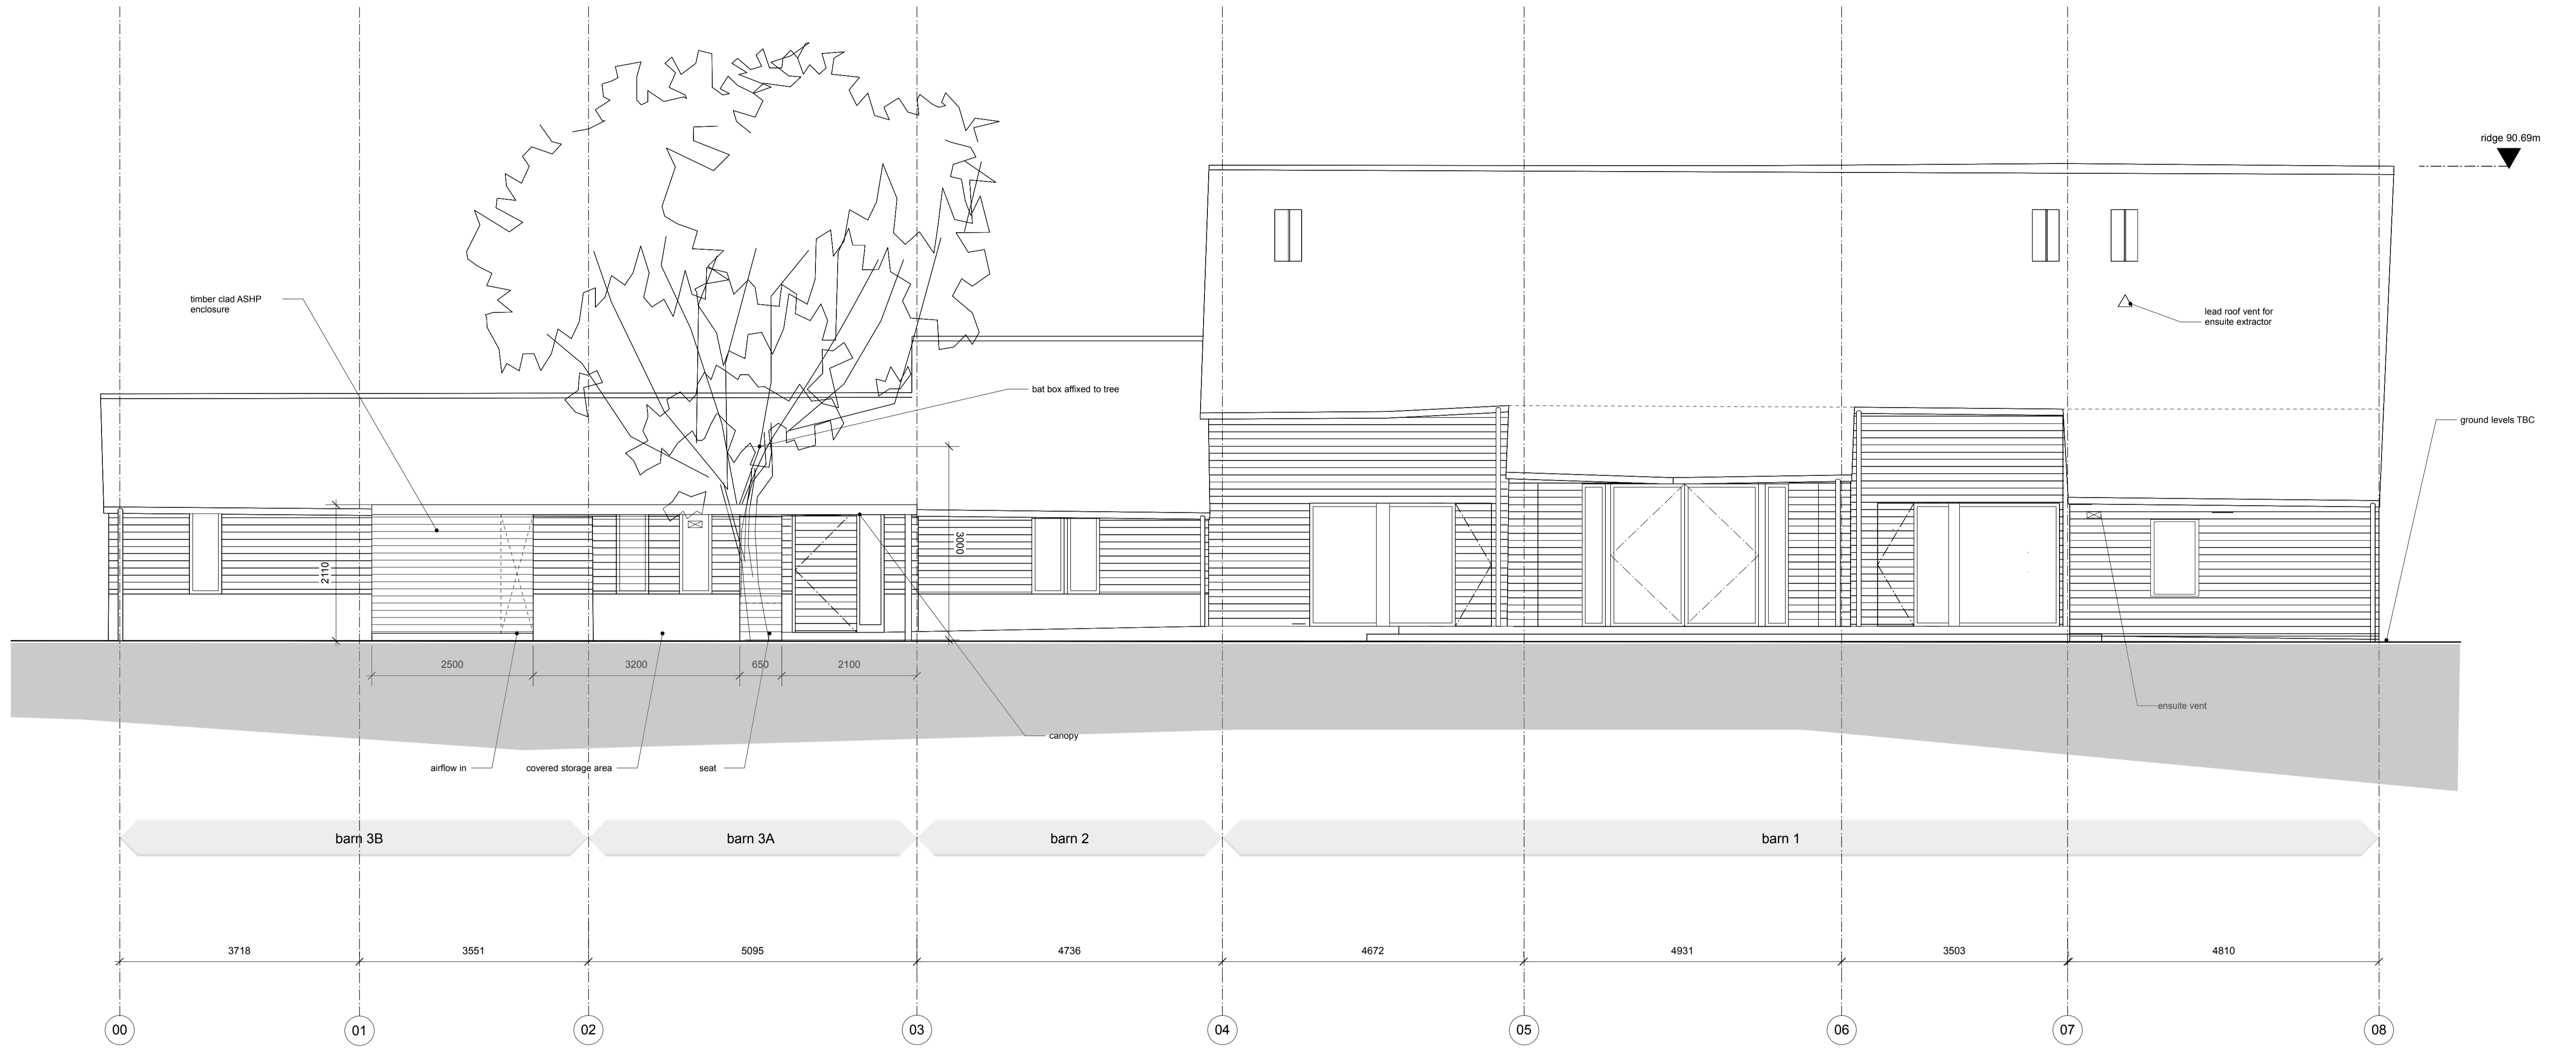 ridge 90.69m
timber clad ASHP
enclosure
lead roof vent for
ensuite extractor
bat box affixed to tree
ground levels TBC
2110
3000
2500
3200
650
2100
ensuite vent
canopy
airflow in
covered storage area
seat
barn 3B
barn 3A
barn 2
barn 1
3718
3551
5095
4736
4672
4931
3503
4810
00
01
02
03
04
05
06
07
08